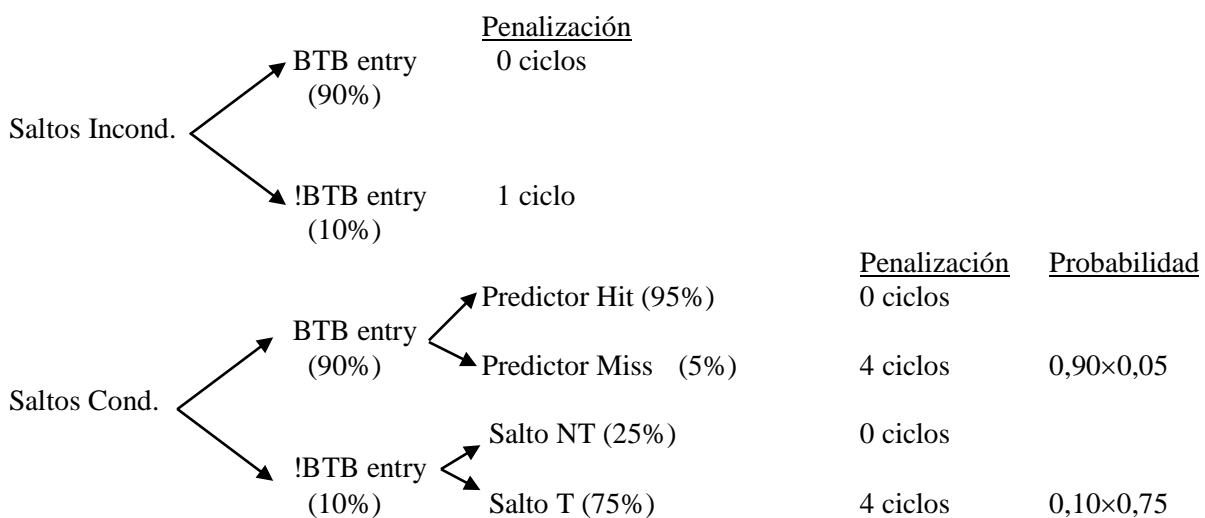 Penalización
BTB entry 0 ciclos
(90%)
Saltos Incond.
!BTB entry 1 ciclo
(10%)
Penalización Probabilidad
Predictor Hit (95%) 0 ciclos
BTB entry
(90%) Predictor Miss (5%) 4 ciclos 0,90×0,05
Saltos Cond.
Salto NT (25%) 0 ciclos
!BTB entry
(10%) Salto T (75%) 4 ciclos 0,10×0,75